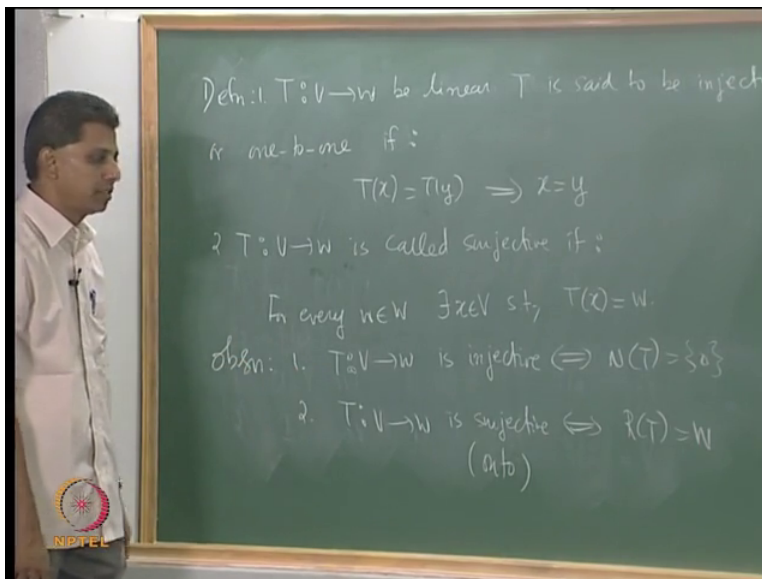 Defn: 1. T: V → W be linear T is said to be inject
or one-to-one if :
T(x) = T(y) ⟹ x = y
2 T: V → W is called surjective if :
For every w ∈ W ∃ x ∈ V s.t, T(x) = w.
Obsn: 1. T: V → W is injective ⟺ N(T) = {0}
2. T: V → W is surjective ⟺ R(T) = W
(onto)
NPTEL